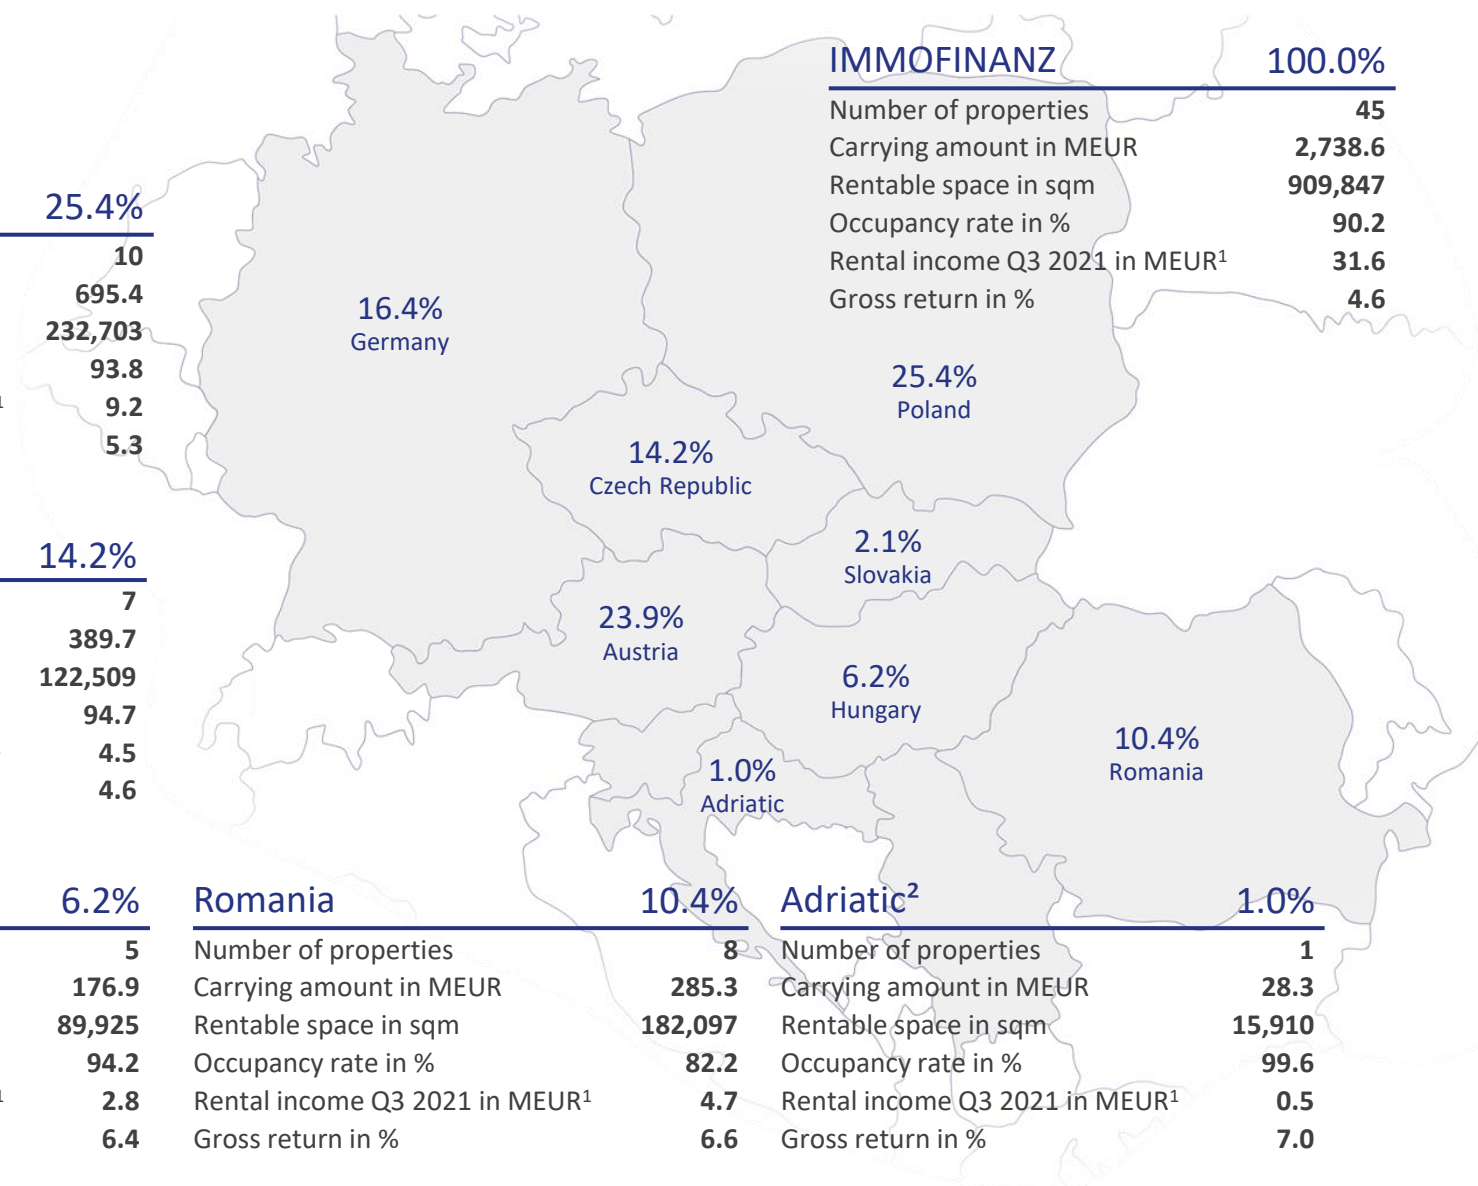 IMMOFINANZ 100.0%
Number of properties 45
Carrying amount in MEUR 2,738.6
Rentable space in sqm 909,847
Occupancy rate in % 90.2
Rental income Q3 2021 in MEUR¹ 31.6
Gross return in % 4.6
25.4%
10
695.4
232,703
93.8
1 9.2
5.3
16.4%
Germany
25.4%
Poland
14.2%
Czech Republic
2.1%
Slovakia
23.9%
Austria
6.2%
Hungary
10.4%
Romania
1.0%
Adriatic
14.2%
7
389.7
122,509
94.7
4.5
4.6
6.2%
5
176.9
89,925
94.2
1 2.8
6.4
Romania 10.4%
Number of properties 8
Carrying amount in MEUR 285.3
Rentable space in sqm 182,097
Occupancy rate in % 82.2
Rental income Q3 2021 in MEUR¹ 4.7
Gross return in % 6.6
Adriatic² 1.0%
Number of properties 1
Carrying amount in MEUR 28.3
Rentable space in sqm 15,910
Occupancy rate in % 99.6
Rental income Q3 2021 in MEUR¹ 0.5
Gross return in % 7.0